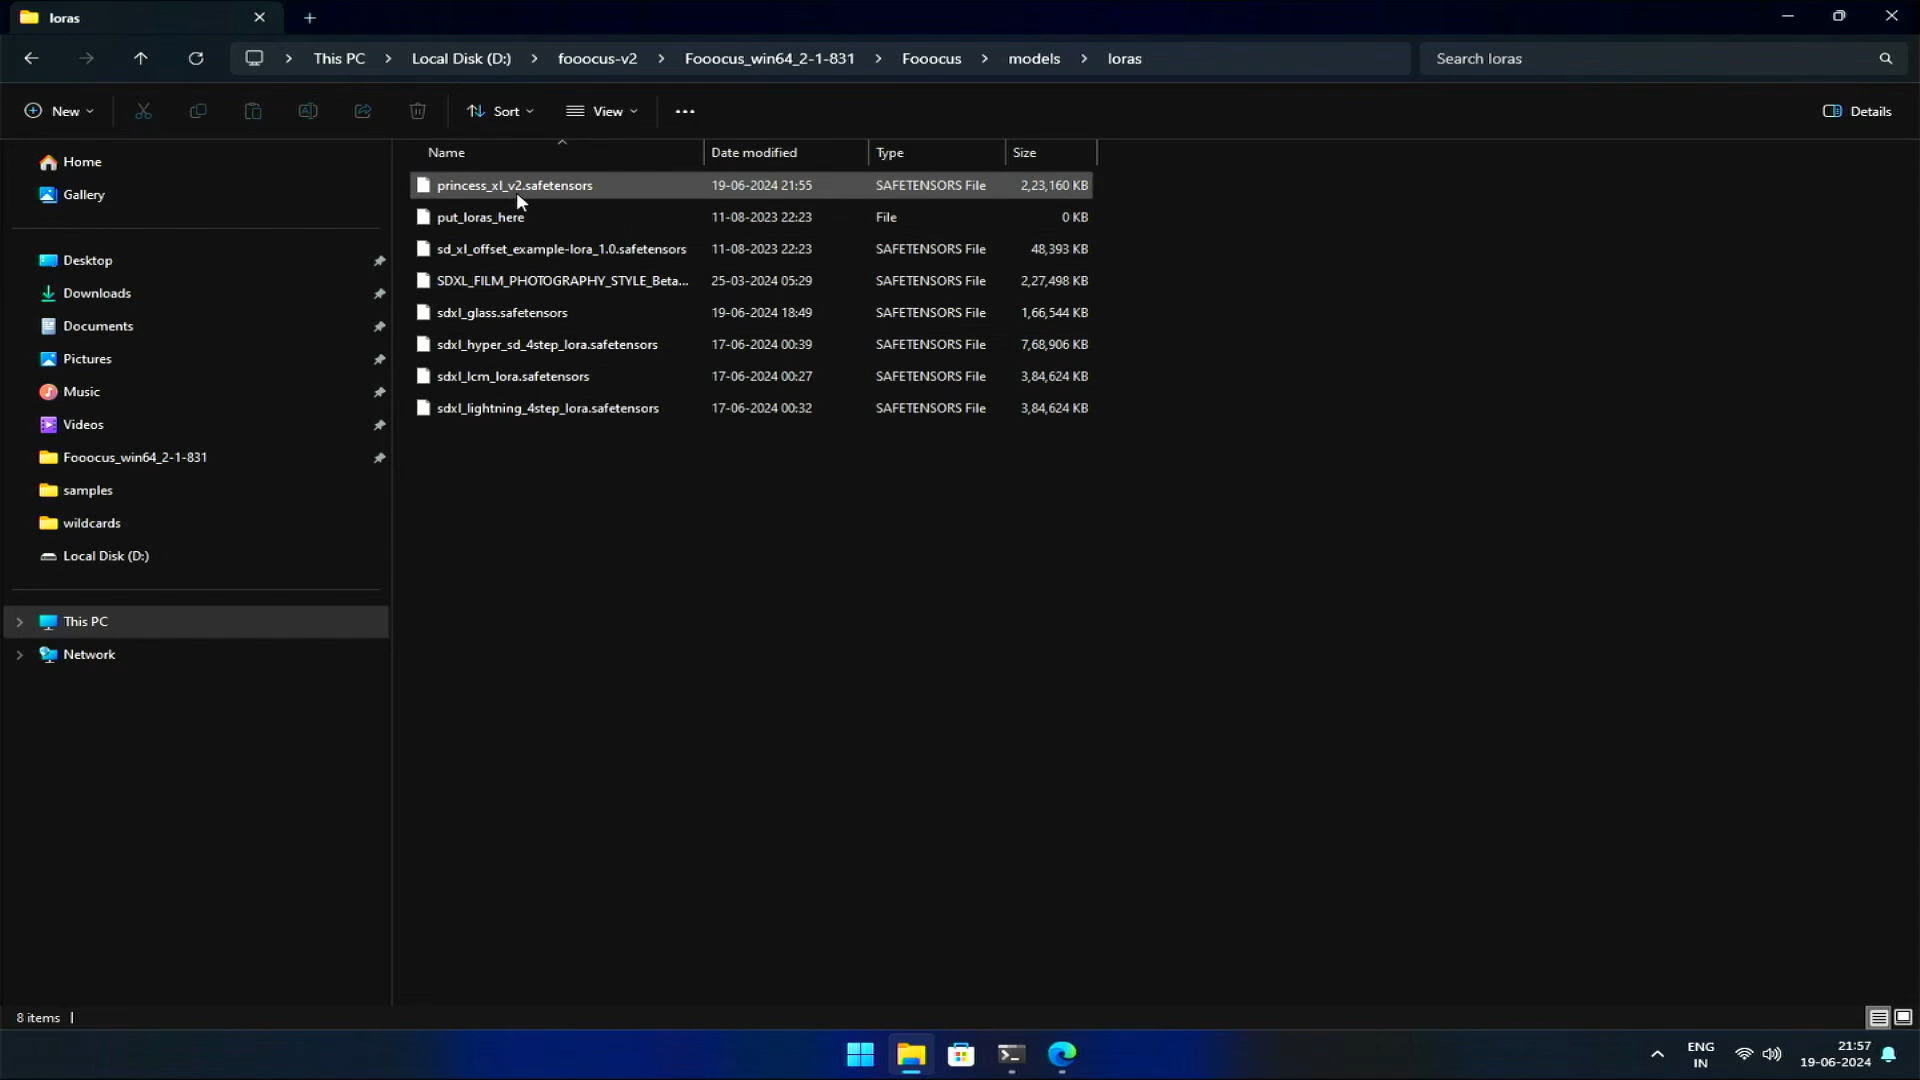 loras
This PC > Local Disk (D:) > fooocus-v2 > Fooocus_win64_2-1-831 > Fooocus > models > loras
Search loras
New
Sort
View
Details
Name Date modified Type Size
princess_xl_v2.safetensors 19-06-2024 21:55 SAFETENSORS File 2,23,160 KB
put_loras_here 11-08-2023 22:23 File 0 KB
sd_xl_offset_example-lora_1.0.safetensors 11-08-2023 22:23 SAFETENSORS File 48,393 KB
SDXL_FILM_PHOTOGRAPHY_STYLE_Beta... 25-03-2024 05:29 SAFETENSORS File 2,27,498 KB
sdxl_glass.safetensors 19-06-2024 18:49 SAFETENSORS File 1,66,544 KB
sdxl_hyper_sd_4step_lora.safetensors 17-06-2024 00:39 SAFETENSORS File 7,68,906 KB
sdxl_lcm_lora.safetensors 17-06-2024 00:27 SAFETENSORS File 3,84,624 KB
sdxl_lightning_4step_lora.safetensors 17-06-2024 00:32 SAFETENSORS File 3,84,624 KB
Home
Gallery
Desktop
Downloads
Documents
Pictures
Music
Videos
Fooocus_win64_2-1-831
samples
wildcards
Local Disk (D:)
This PC
Network
8 items
ENG
IN
21:57
19-06-2024